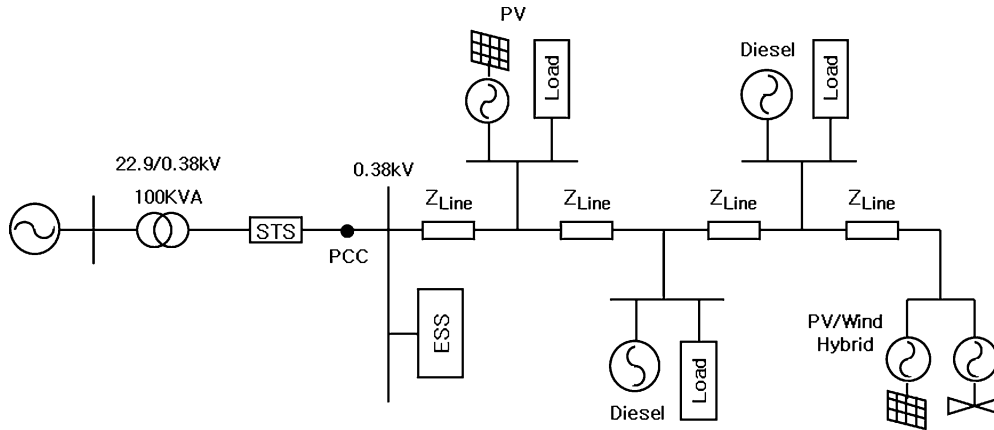 PV
Load
Diesel
Load
22.9/0.38kV
100KVA
0.38kV
STS
PCC
ZLine
ZLine
ZLine
ZLine
ESS
Diesel
Load
PV/Wind
Hybrid